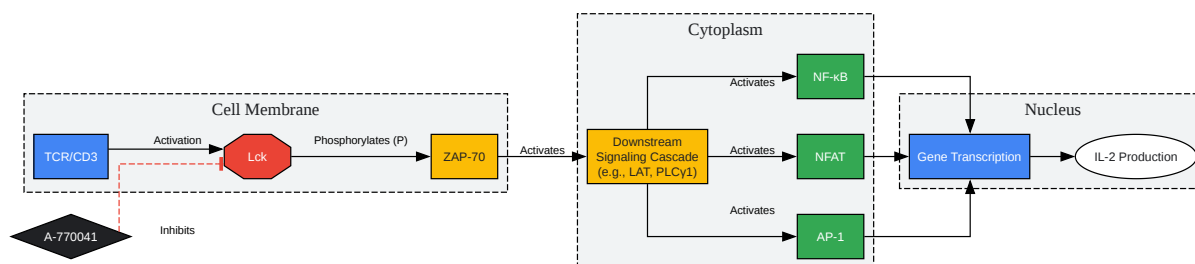 Cytoplasm
Cell Membrane
Nucleus
TCR/CD3
Activation
Lck
Phosphorylates (P)
ZAP-70
Activates
Downstream
Signaling Cascade
(e.g., LAT, PLCγ1)
Activates
NF-κB
Activates
NFAT
Activates
AP-1
Gene Transcription
IL-2 Production
A-770041
Inhibits